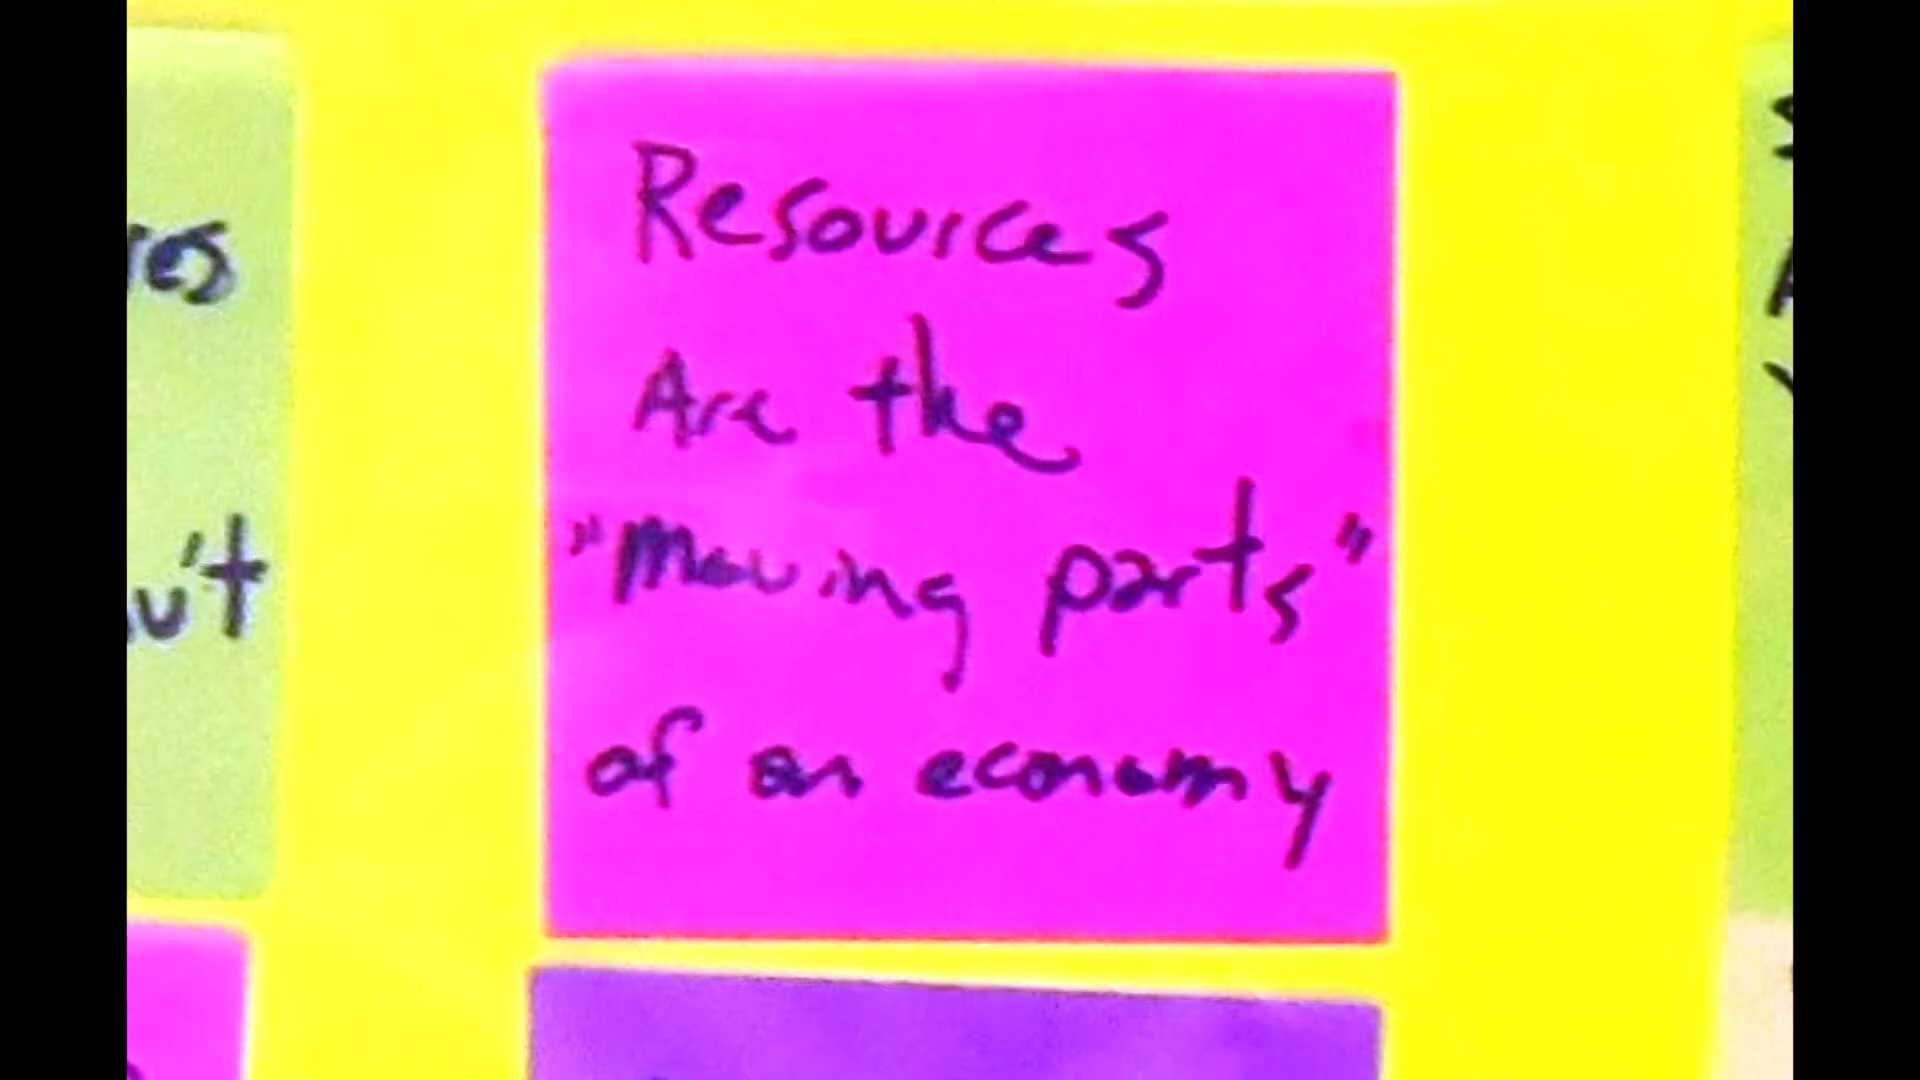 Resources
Are the
"Moving parts"
of an economy